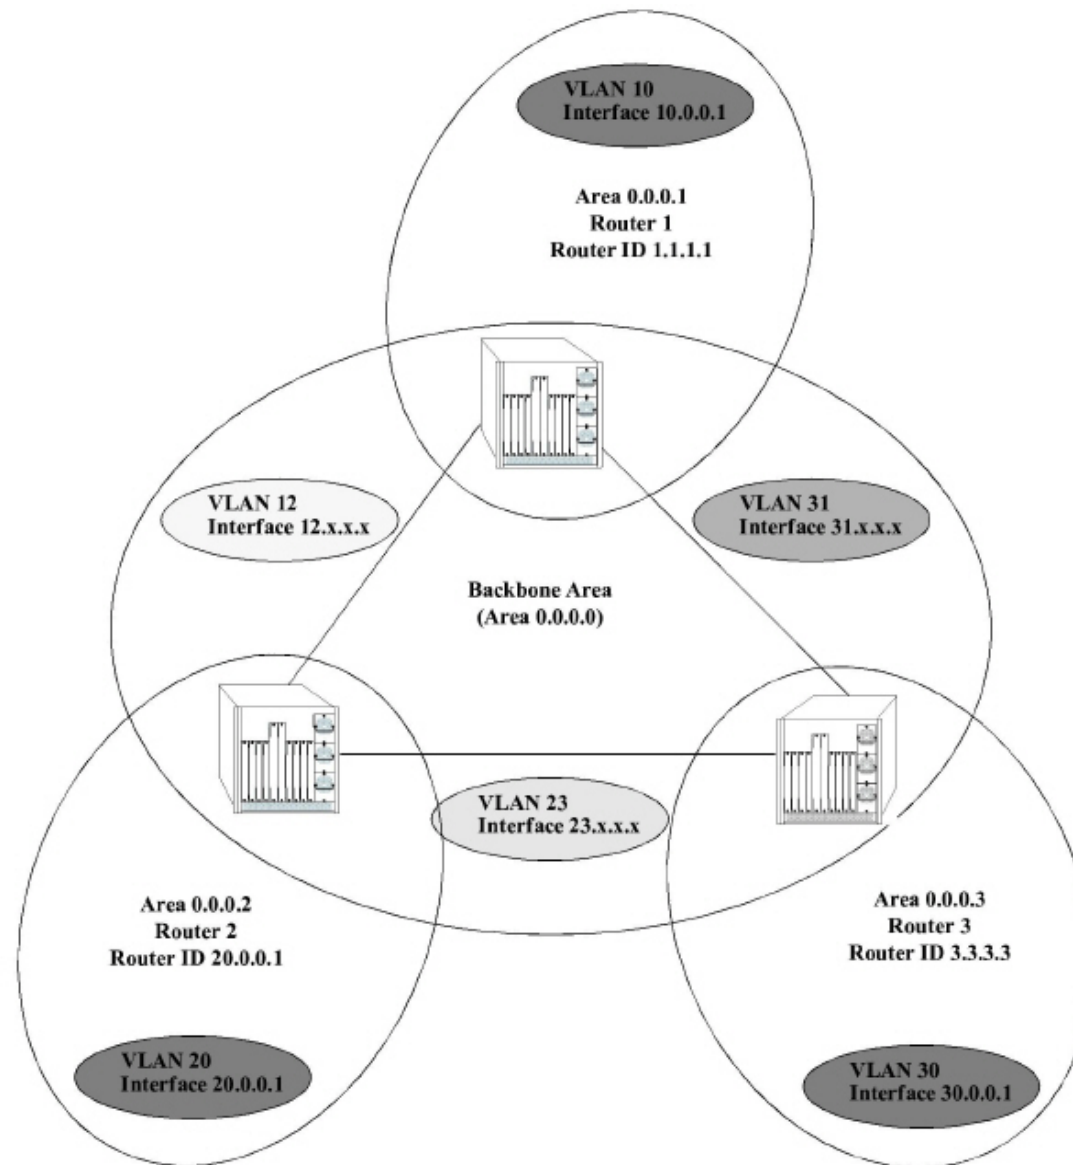 VLAN 10
Interface 10.0.0.1
Area 0.0.0.1
Router 1
Router ID 1.1.1.1
VLAN 12
Interface 12.x.x.x
VLAN 31
Interface 31.x.x.x
Backbone Area
(Area 0.0.0.0)
VLAN 23
Interface 23.x.x.x
Area 0.0.0.2
Router 2
Router ID 20.0.0.1
Area 0.0.0.3
Router 3
Router ID 3.3.3.3
VLAN 20
Interface 20.0.0.1
VLAN 30
Interface 30.0.0.1